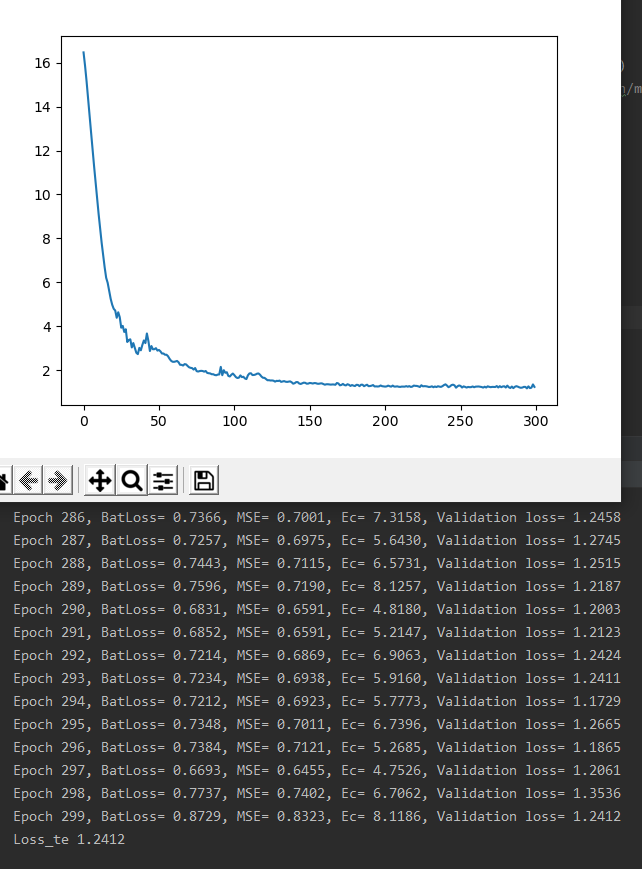 )
n/m
16
14
12
10
8
6
4
2
0 50 100 150 200 250 300
Epoch 286, BatLoss= 0.7366, MSE= 0.7001, Ec= 7.3158, Validation loss= 1.2458
Epoch 287, BatLoss= 0.7257, MSE= 0.6975, Ec= 5.6430, Validation loss= 1.2745
Epoch 288, BatLoss= 0.7443, MSE= 0.7115, Ec= 6.5731, Validation loss= 1.2515
Epoch 289, BatLoss= 0.7596, MSE= 0.7190, Ec= 8.1257, Validation loss= 1.2187
Epoch 290, BatLoss= 0.6831, MSE= 0.6591, Ec= 4.8180, Validation loss= 1.2003
Epoch 291, BatLoss= 0.6852, MSE= 0.6591, Ec= 5.2147, Validation loss= 1.2123
Epoch 292, BatLoss= 0.7214, MSE= 0.6869, Ec= 6.9063, Validation loss= 1.2424
Epoch 293, BatLoss= 0.7234, MSE= 0.6938, Ec= 5.9160, Validation loss= 1.2411
Epoch 294, BatLoss= 0.7212, MSE= 0.6923, Ec= 5.7773, Validation loss= 1.1729
Epoch 295, BatLoss= 0.7348, MSE= 0.7011, Ec= 6.7396, Validation loss= 1.2665
Epoch 296, BatLoss= 0.7384, MSE= 0.7121, Ec= 5.2685, Validation loss= 1.1865
Epoch 297, BatLoss= 0.6693, MSE= 0.6455, Ec= 4.7526, Validation loss= 1.2061
Epoch 298, BatLoss= 0.7737, MSE= 0.7402, Ec= 6.7062, Validation loss= 1.3536
Epoch 299, BatLoss= 0.8729, MSE= 0.8323, Ec= 8.1186, Validation loss= 1.2412
Loss_te 1.2412